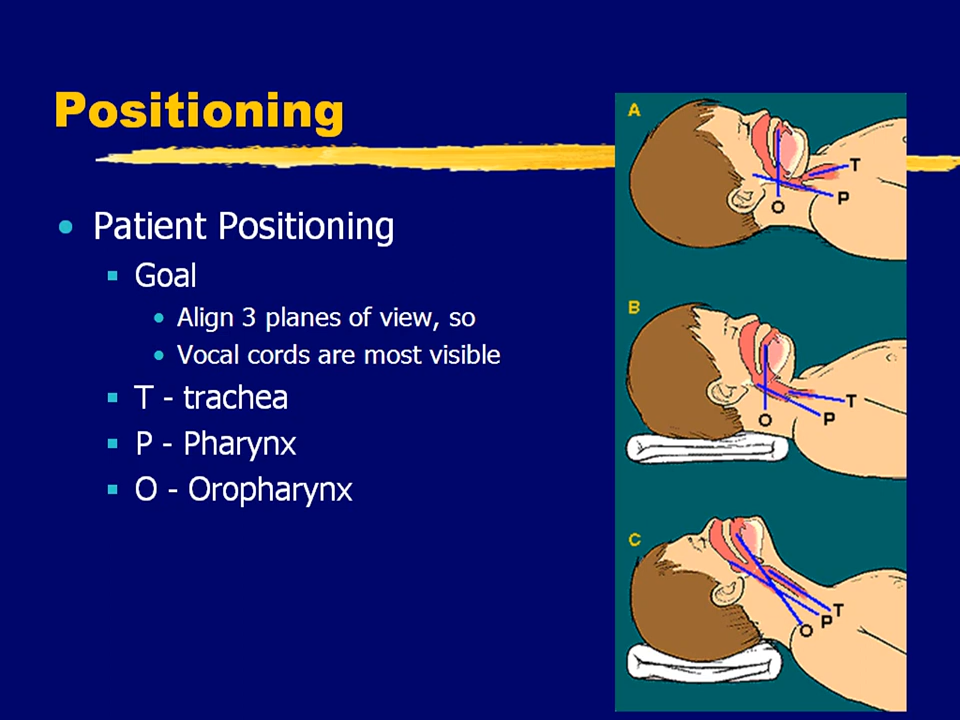 Positioning
Patient Positioning
Goal
Align 3 planes of view, so
Vocal cords are most visible
T - trachea
P - Pharynx
O - Oropharynx
A
T
P
O
B
T
P
O
C
T
P
O